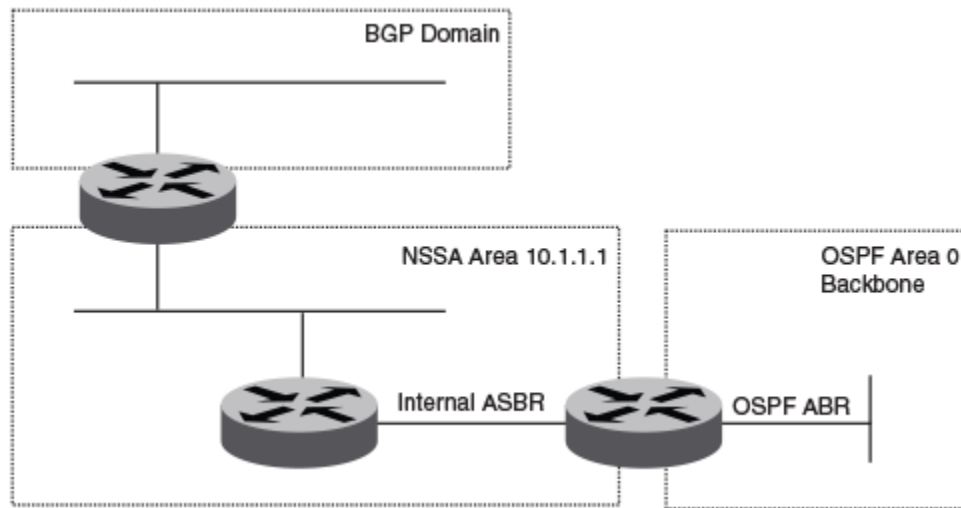 BGP Domain
NSSA Area 10.1.1.1
OSPF Area 0
Backbone
Internal ASBR
OSPF ABR